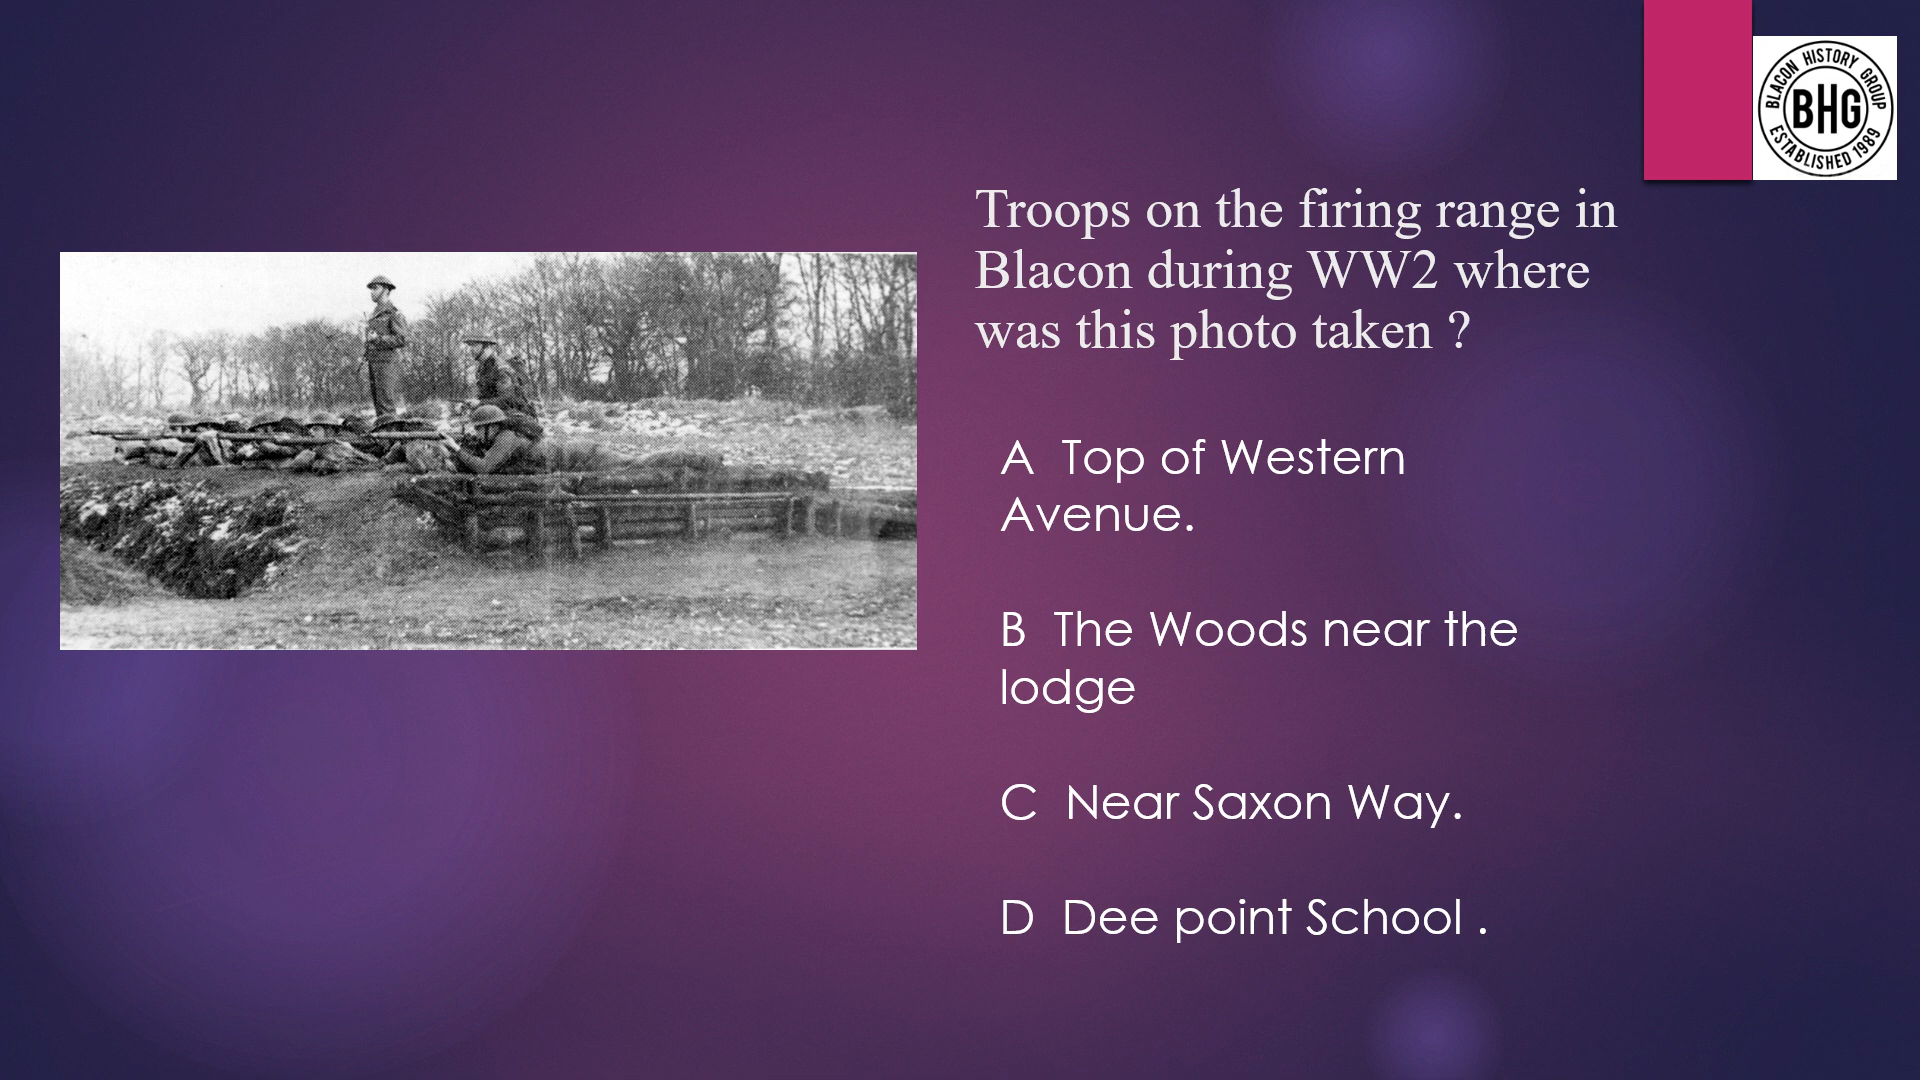 BLACON HISTORY GROUP
BHG
ESTABLISHED 1989
Troops on the firing range in
Blacon during WW2 where
was this photo taken ?
A Top of Western
Avenue.
B The Woods near the
lodge
C Near Saxon Way.
D Dee point School .